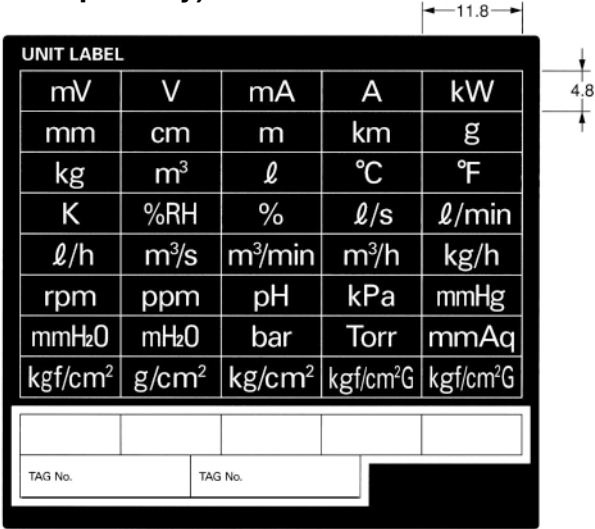 11.8
UNIT LABEL
4.8
mV V mA A kW
mm cm m km g
kg m³ ℓ °C °F
K %RH % ℓ/s ℓ/min
ℓ/h m³/s m³/min m³/h kg/h
rpm ppm pH kPa mmHg
mmH₂O mH₂O bar Torr mmAq
kgf/cm² g/cm² kg/cm² kgf/cm²G kgf/cm²G
TAG No. TAG No.